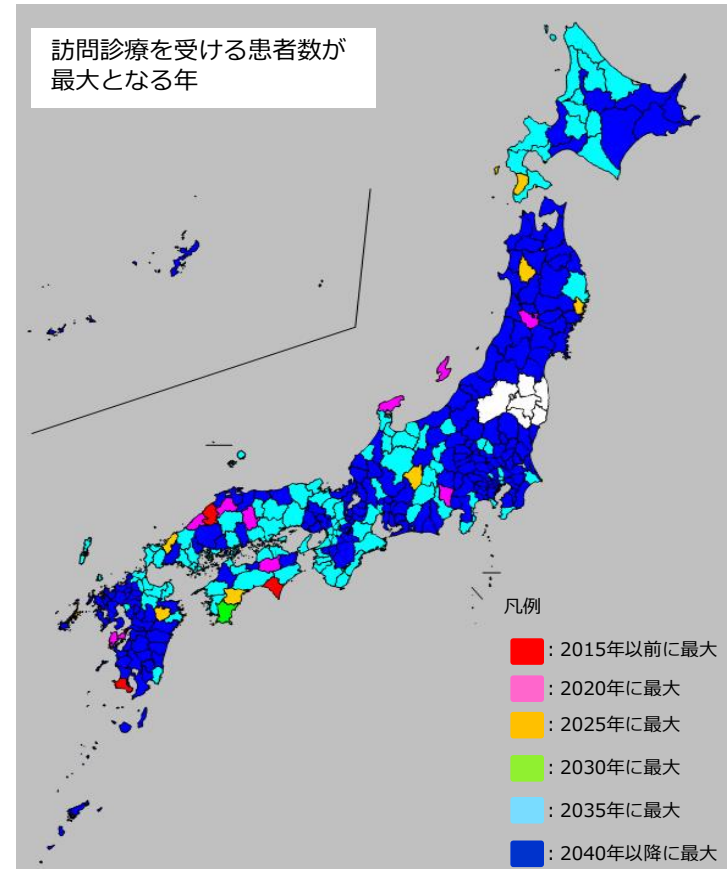 訪問診療を受ける患者数が
最大となる年
凡例
：2015年以前に最大
：2020年に最大
：2025年に最大
：2030年に最大
：2035年に最大
：2040年以降に最大